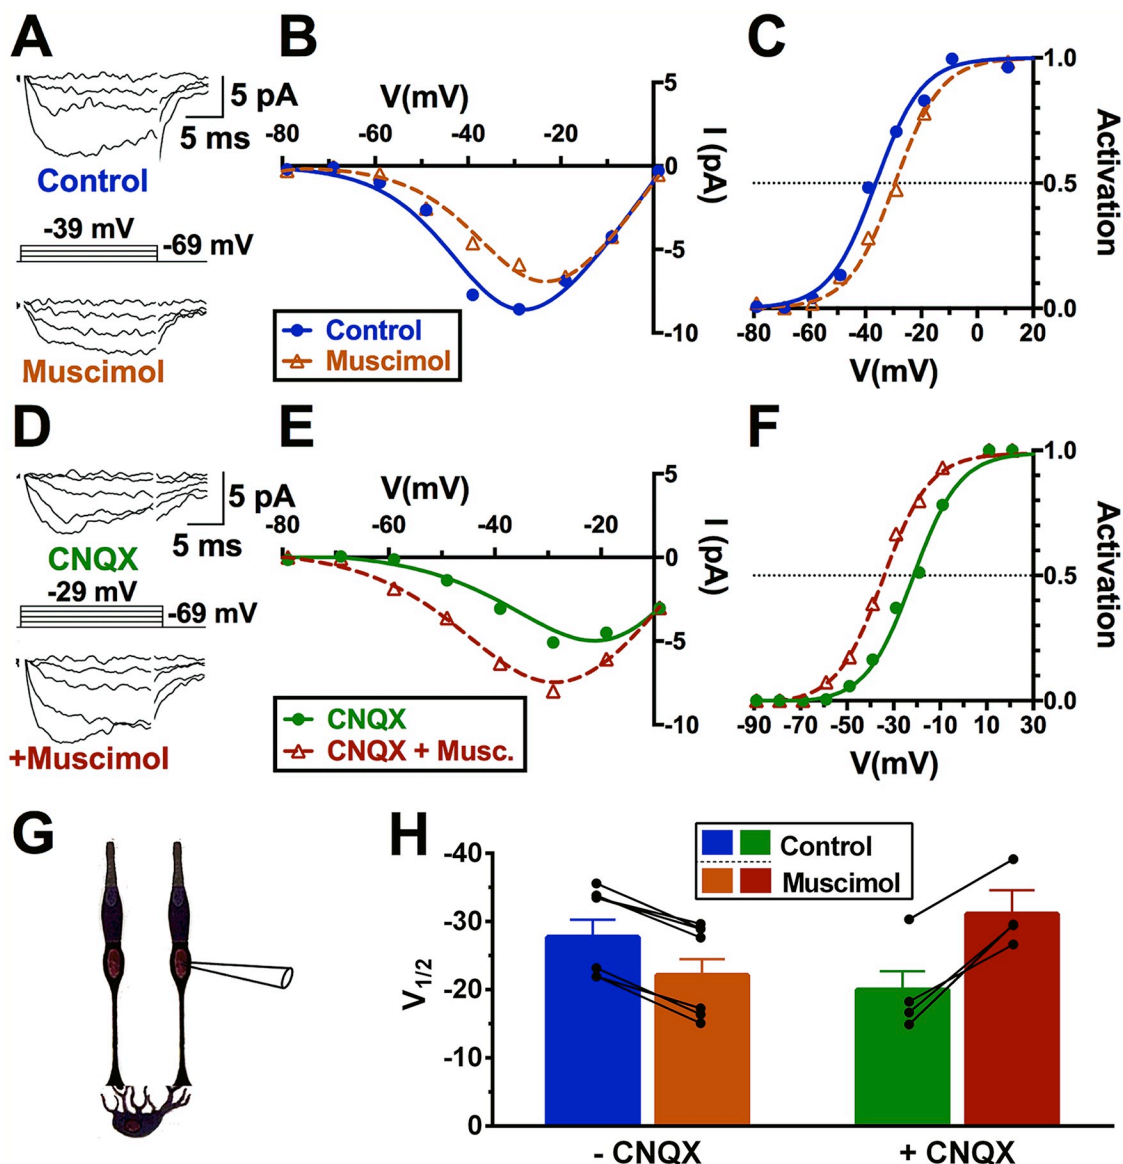 A
5 pA
5 ms
Control
-39 mV
-69 mV
Muscimol
B
V(mV)
-80 -60 -40 -20
5
0
-5
-10
I (pA)
Control
Muscimol
C
1.0
0.5
0.0
Activation
-80 -60 -40 -20 0 20
V(mV)
D
5 pA
5 ms
CNQX
-29 mV
-69 mV
+Muscimol
E
V(mV)
-80 -60 -40 -20
5
0
-5
-10
I (pA)
CNQX
CNQX + Musc.
F
1.0
0.5
0.0
Activation
-90 -70 -50 -30 -10 10 30
V(mV)
G
H
Control
Muscimol
-40
-30
-20
-10
0
V1/2
- CNQX
+ CNQX